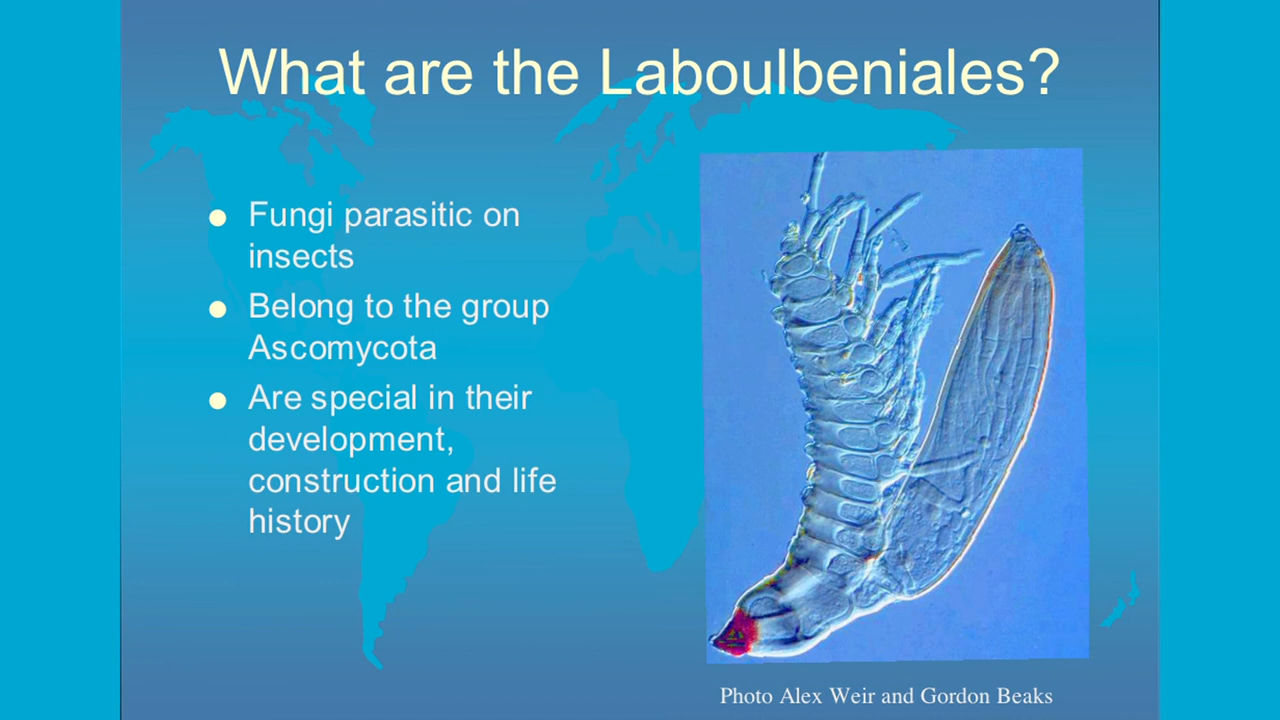 What are the Laboulbeniales?
Fungi parasitic on
insects
Belong to the group
Ascomycota
Are special in their
development,
construction and life
history
Photo Alex Weir and Gordon Beaks